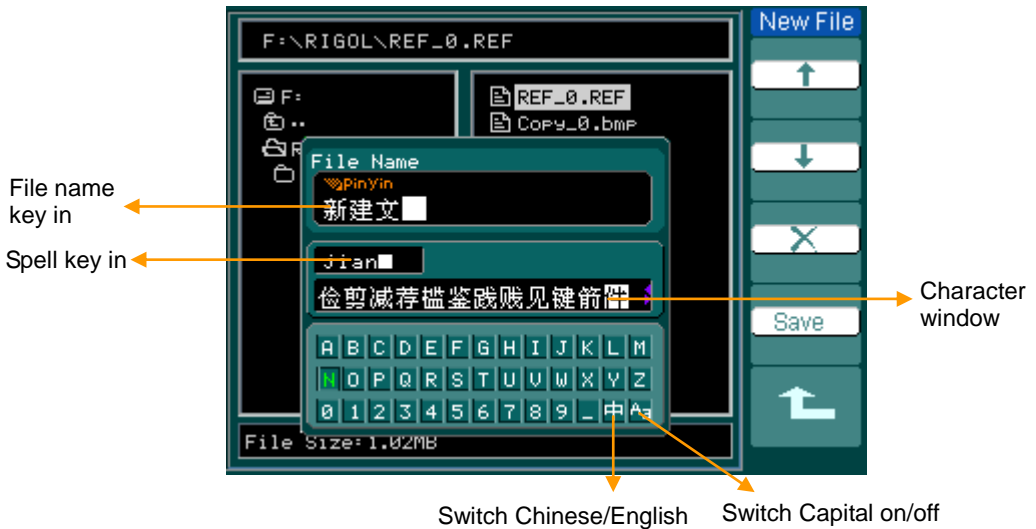 New File
F:\RIGOL\REF_0.REF
F:
REF_0.REF
..
Copy_0.bmp
R
File Name
PinYin
新建文
jian
俭剪减荐槛鉴践贱见键箭件
A B C D E F G H I J K L M
N O P Q R S T U V W X Y Z
0 1 2 3 4 5 6 7 8 9 _ 中 Aa
File Size:1.02MB
Save
File name
key in
Spell key in
Character
window
Switch Chinese/English
Switch Capital on/off